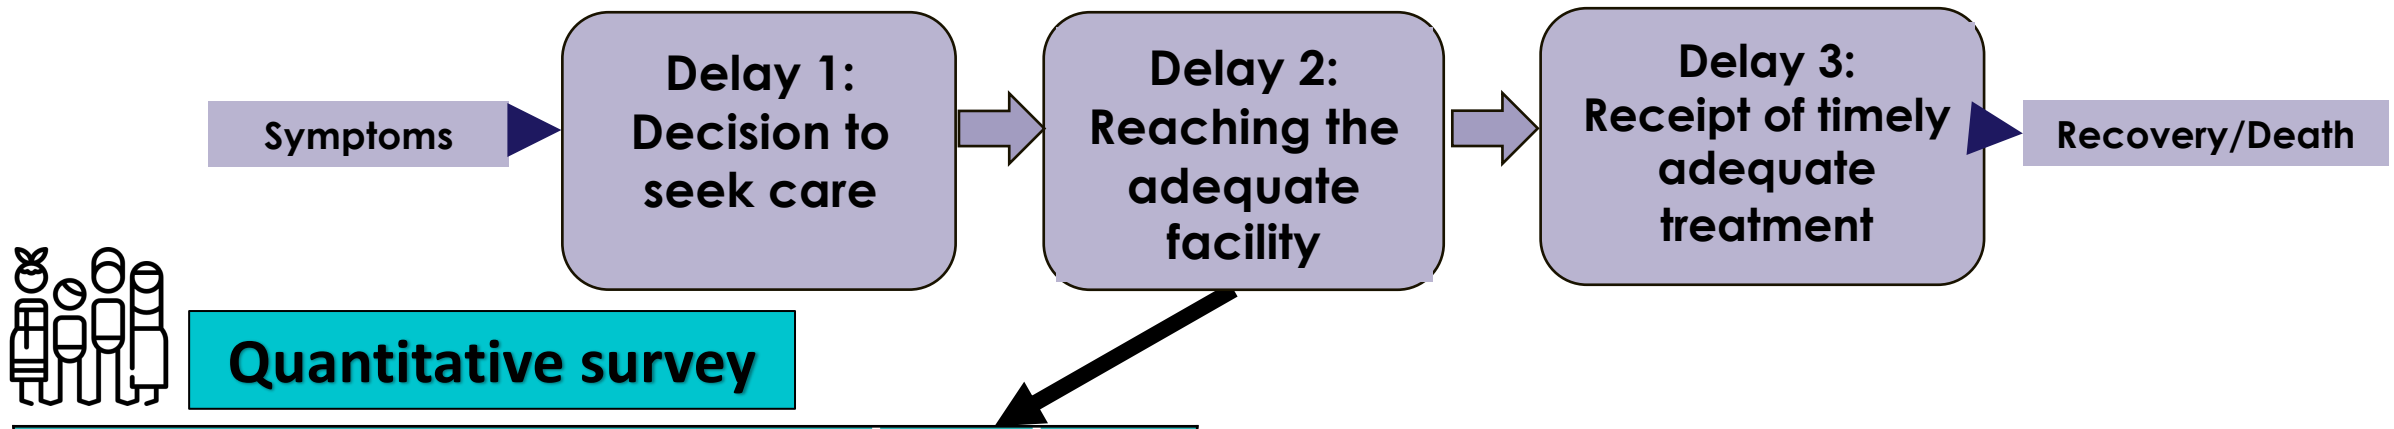 Symptoms
Delay 1:
Decision to
seek care
Delay 2:
Reaching the
adequate
facility
Delay 3:
Receipt of timely
adequate
treatment
Recovery/Death
Quantitative survey